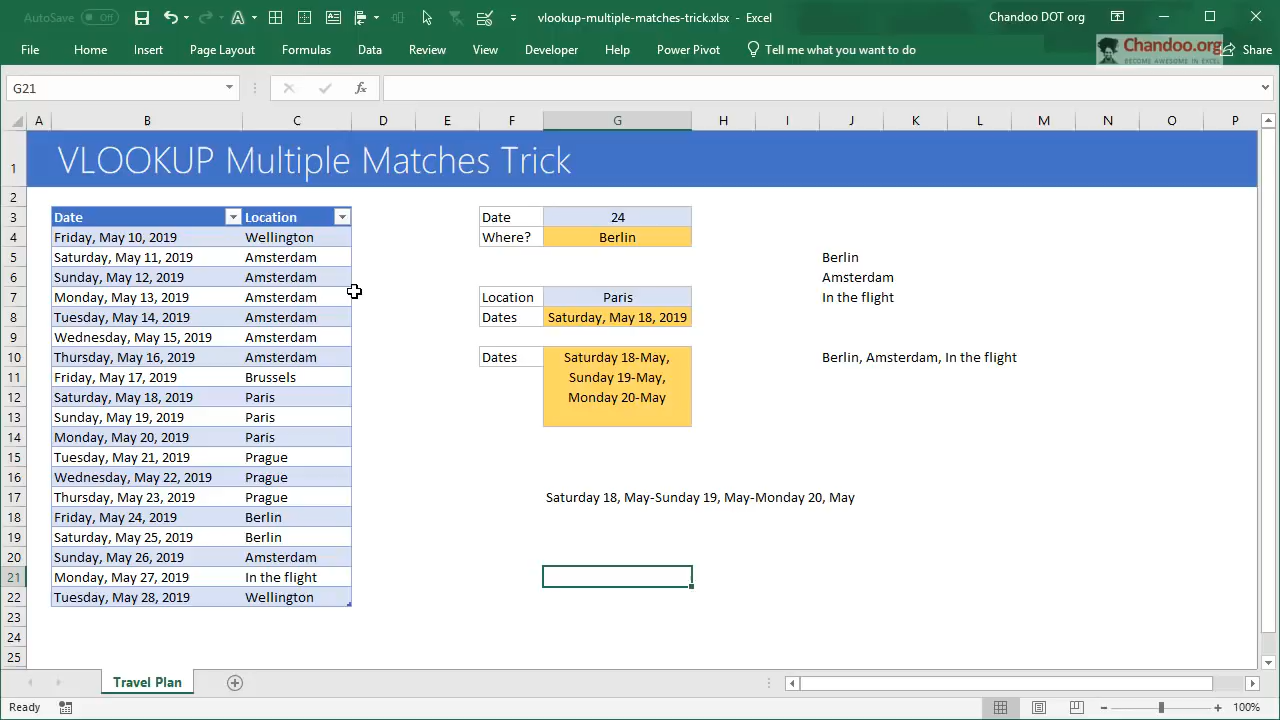 AutoSave Off
vlookup-multiple-matches-trick.xlsx - Excel
Chandoo DOT org
File Home Insert Page Layout Formulas Data Review View Developer Help Power Pivot Tell me what you want to do Share
Chandoo.org
BECOME AWESOME IN EXCEL
G21 fx
A B C D E F G H I J K L M N O P
1 VLOOKUP Multiple Matches Trick
2
3 Date Location Date 24
4 Friday, May 10, 2019 Wellington Where? Berlin
5 Saturday, May 11, 2019 Amsterdam Berlin
6 Sunday, May 12, 2019 Amsterdam Amsterdam
7 Monday, May 13, 2019 Amsterdam Location Paris In the flight
8 Tuesday, May 14, 2019 Amsterdam Dates Saturday, May 18, 2019
9 Wednesday, May 15, 2019 Amsterdam
10 Thursday, May 16, 2019 Amsterdam Dates Saturday 18-May, Berlin, Amsterdam, In the flight
11 Friday, May 17, 2019 Brussels Sunday 19-May,
12 Saturday, May 18, 2019 Paris Monday 20-May
13 Sunday, May 19, 2019 Paris
14 Monday, May 20, 2019 Paris
15 Tuesday, May 21, 2019 Prague
16 Wednesday, May 22, 2019 Prague
17 Thursday, May 23, 2019 Prague Saturday 18, May-Sunday 19, May-Monday 20, May
18 Friday, May 24, 2019 Berlin
19 Saturday, May 25, 2019 Berlin
20 Sunday, May 26, 2019 Amsterdam
21 Monday, May 27, 2019 In the flight
22 Tuesday, May 28, 2019 Wellington
23
24
25
Travel Plan
Ready 100%